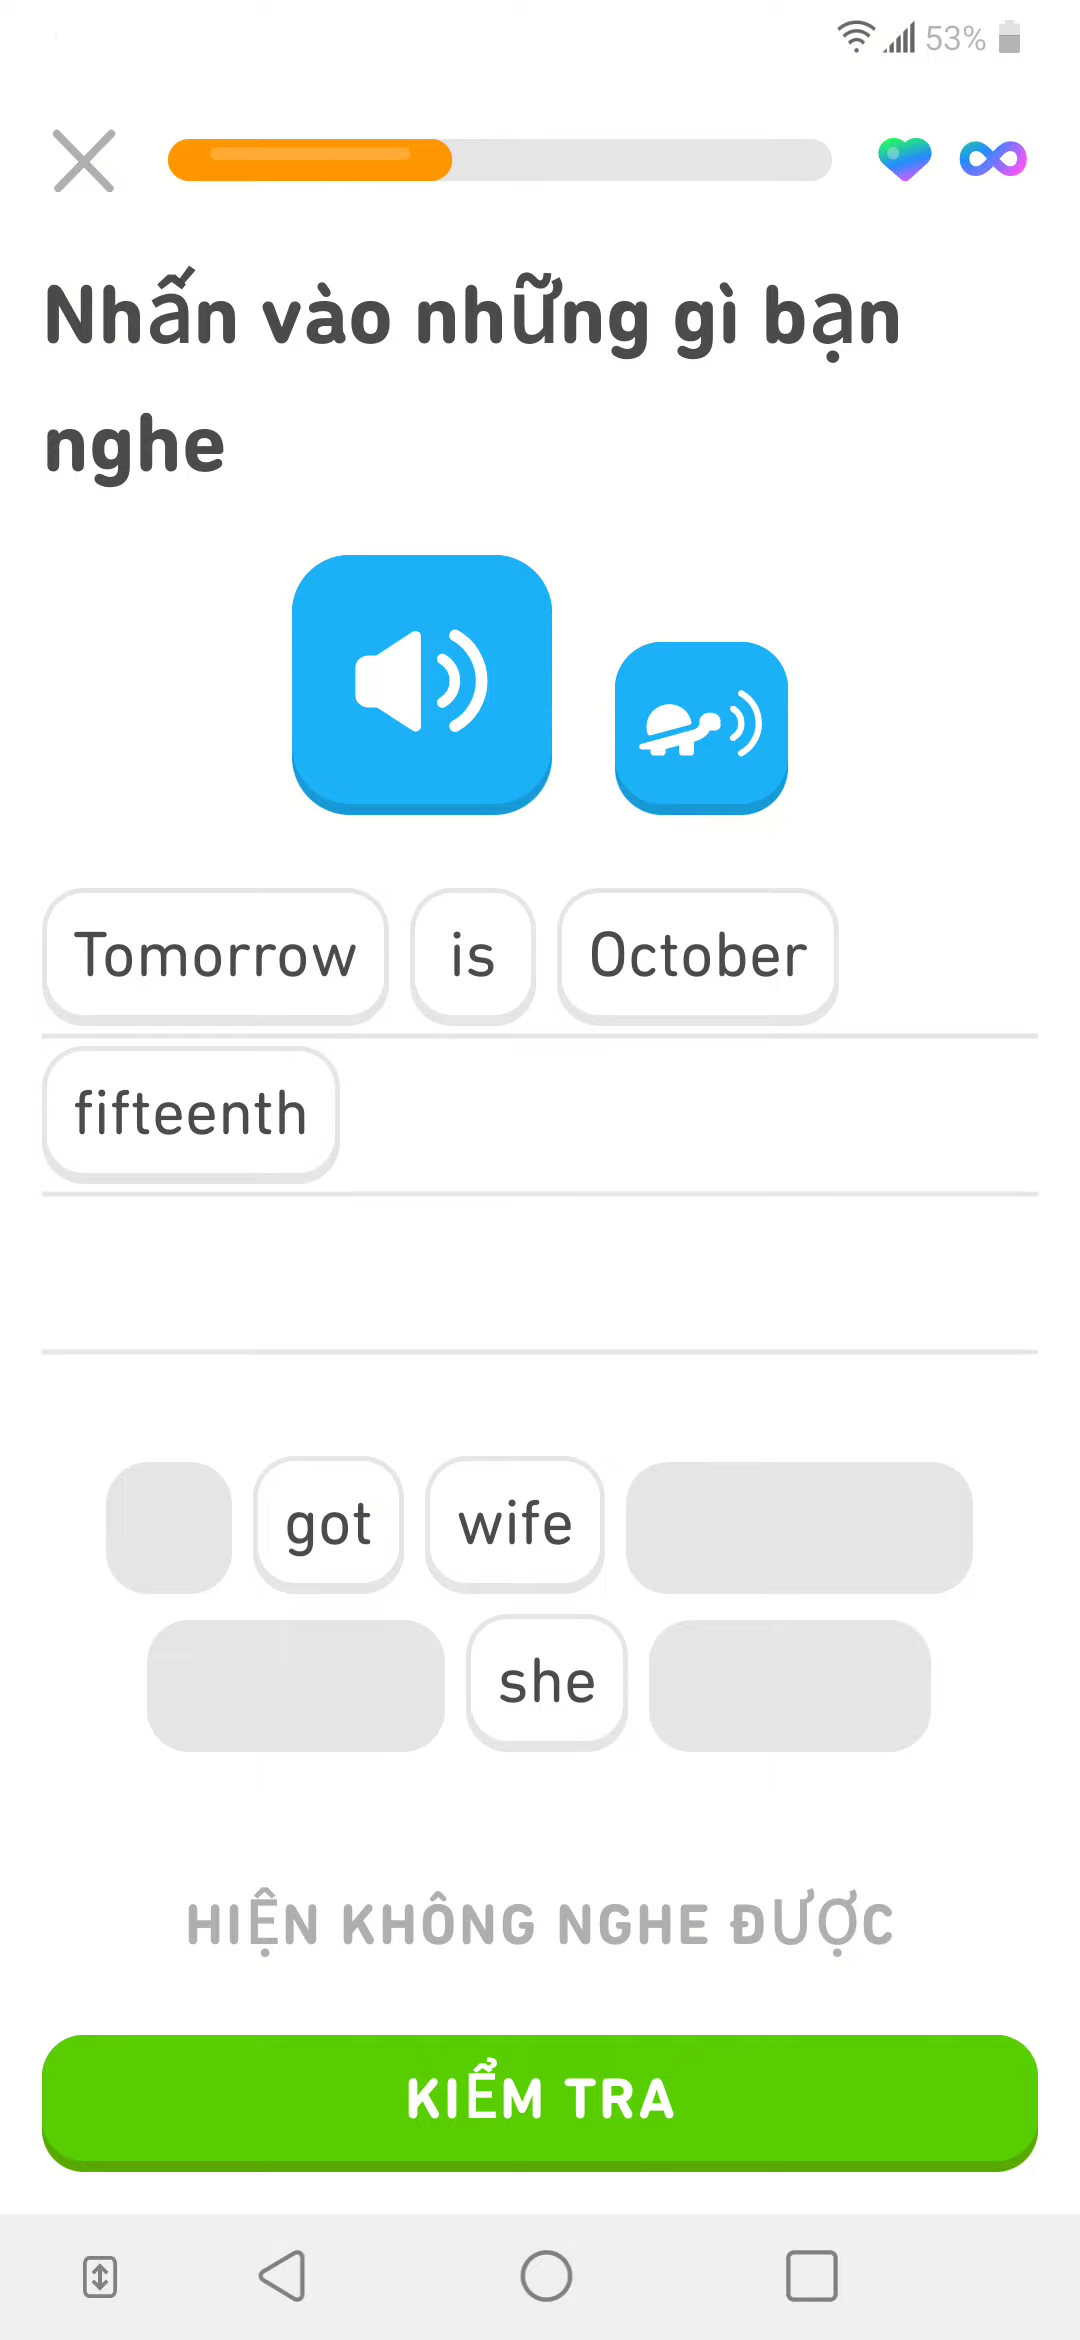 53%
Nhấn vào những gì bạn
nghe
Tomorrow is October
fifteenth
got wife
she
HIỆN KHÔNG NGHE ĐƯỢC
KIỂM TRA